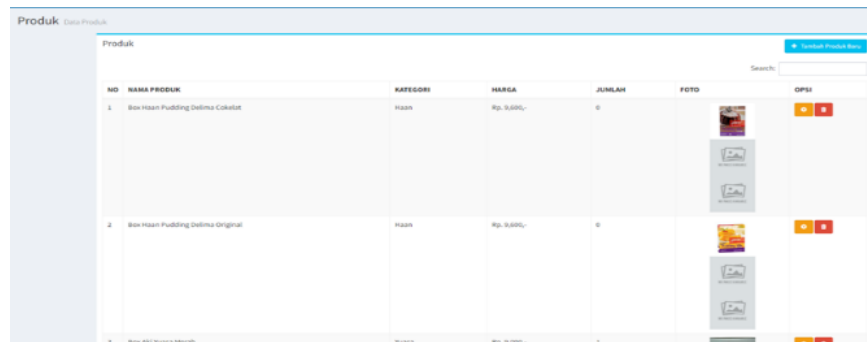 Produk Data Produk
Produk
+ Tambah Produk Baru
Search:
NO NAMA PRODUK KATEGORI HARGA JUMLAH FOTO OPSI
1 Box Haan Pudding Delima Cokelat Haan Rp. 9,600,- 0
2 Box Haan Pudding Delima Original Haan Rp. 9,600,- 0